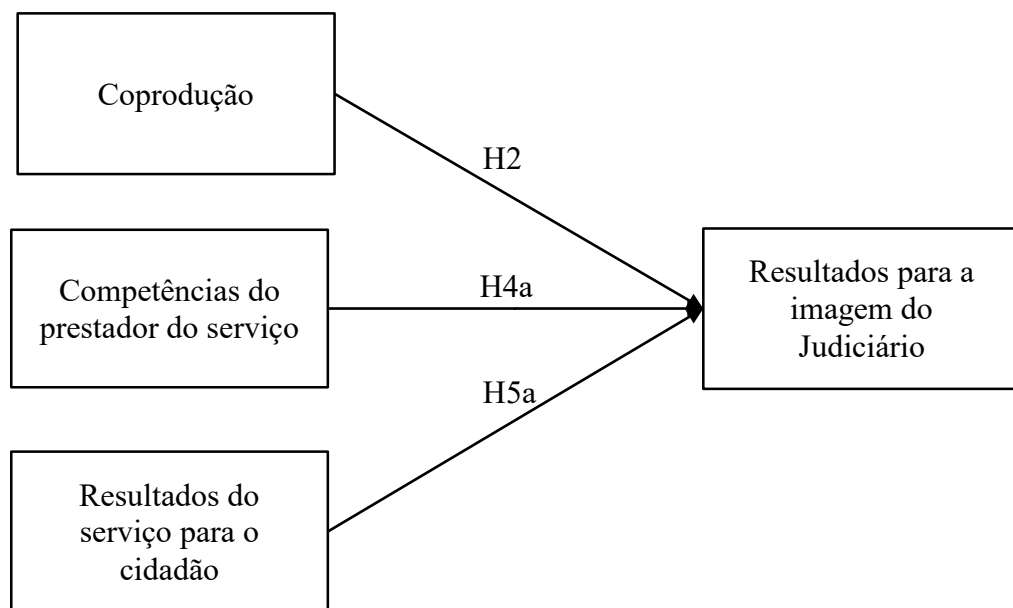 Coprodução
H2
Competências do
prestador do serviço
H4a
Resultados para a
imagem do
Judiciário
H5a
Resultados do
serviço para o
cidadão